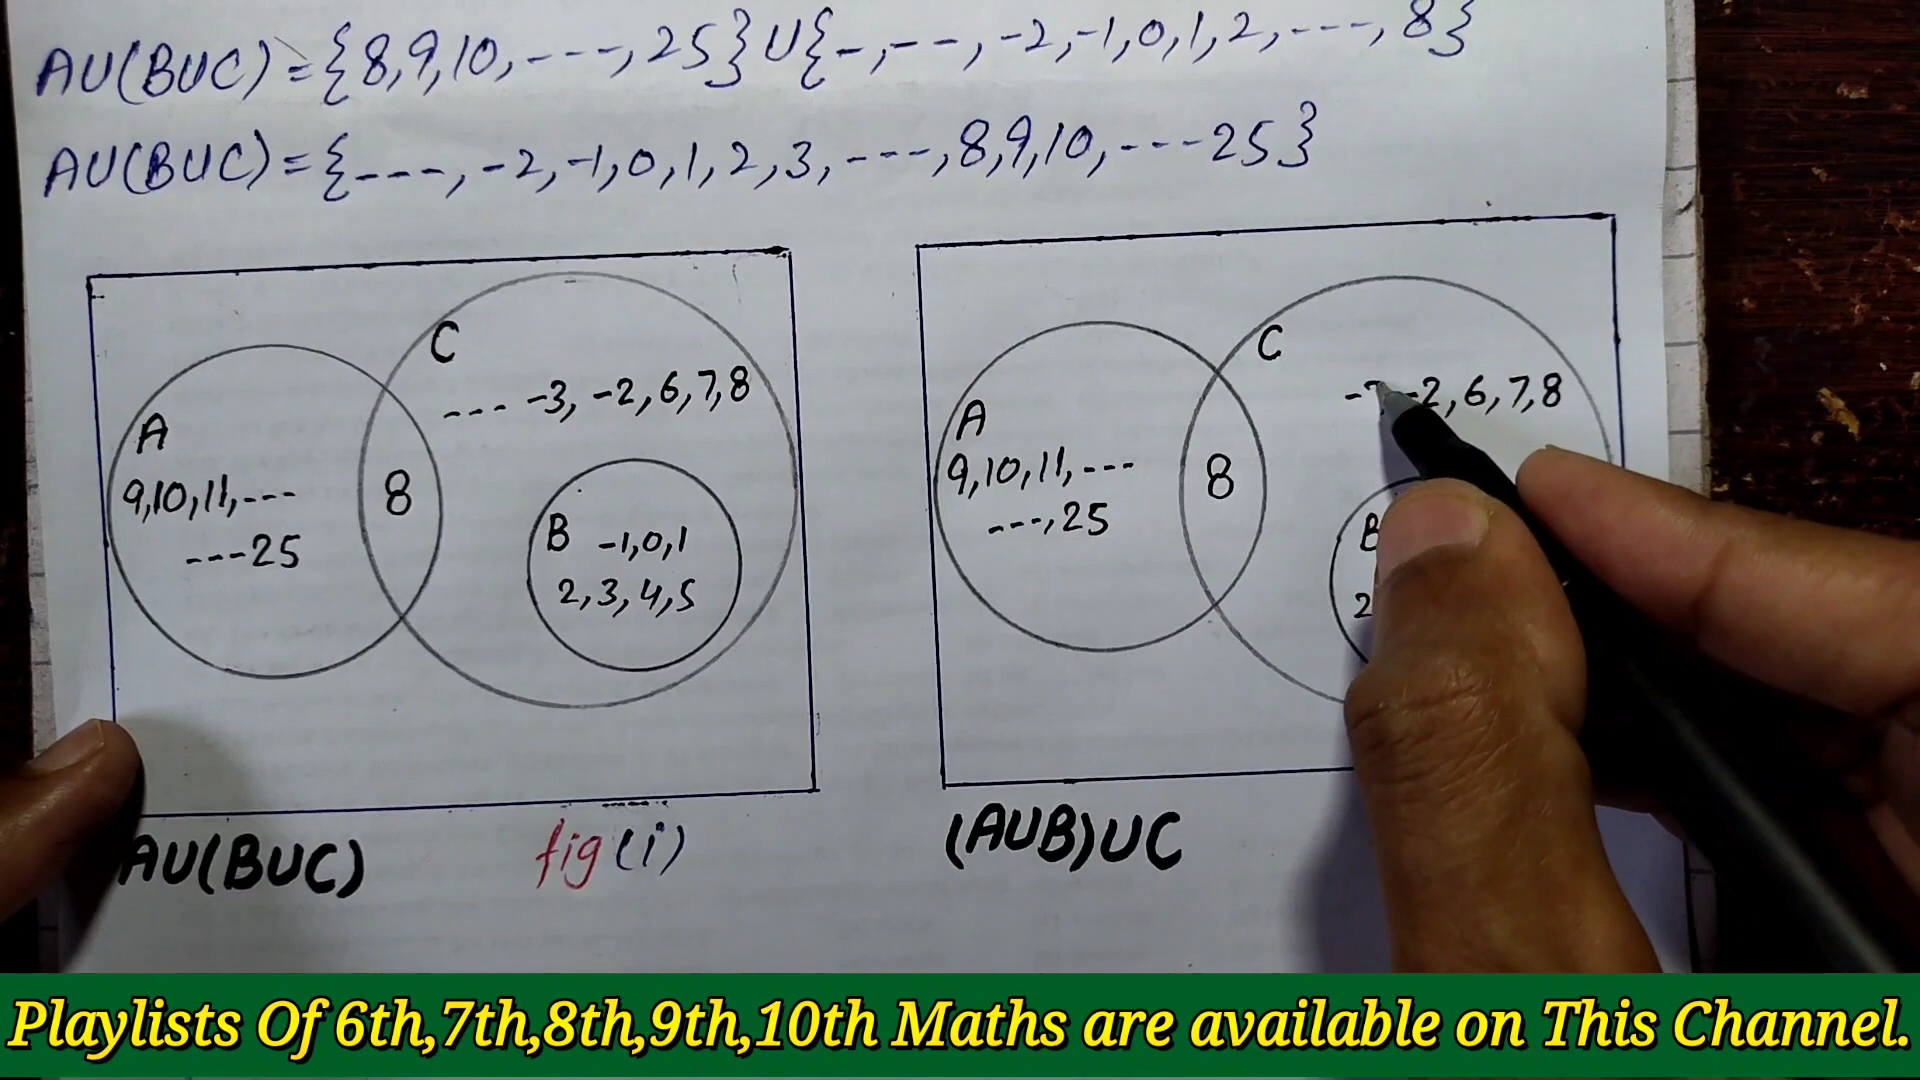 AU(BUC) = {8,9,10, ---, 25} U {-, --, -2,-1,0,1,2, ---, 8}
AU(BUC) = {---, -2, -1, 0, 1, 2, 3, ---, 8,9,10, --- 25}
C
--- -3, -2, 6, 7, 8
A
9,10,11,---
---25
8
B -1,0,1
2, 3, 4, 5
AU(BUC) fig (i)
C
-2, 6, 7, 8
A
9,10,11,---
---, 25
8
B
2
(AUB)UC
Playlists Of 6th,7th,8th,9th,10th Maths are available on This Channel.